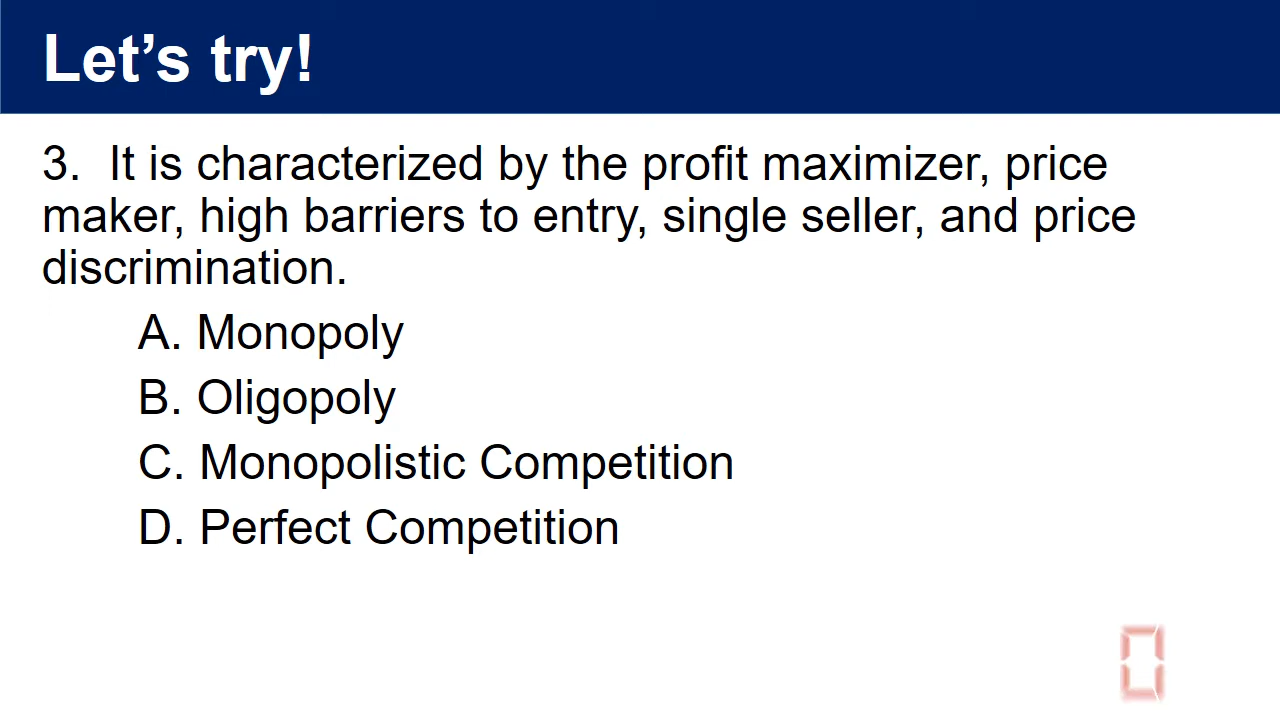 Let’s try!
3. It is characterized by the profit maximizer, price
maker, high barriers to entry, single seller, and price
discrimination.
A. Monopoly
B. Oligopoly
C. Monopolistic Competition
D. Perfect Competition
0